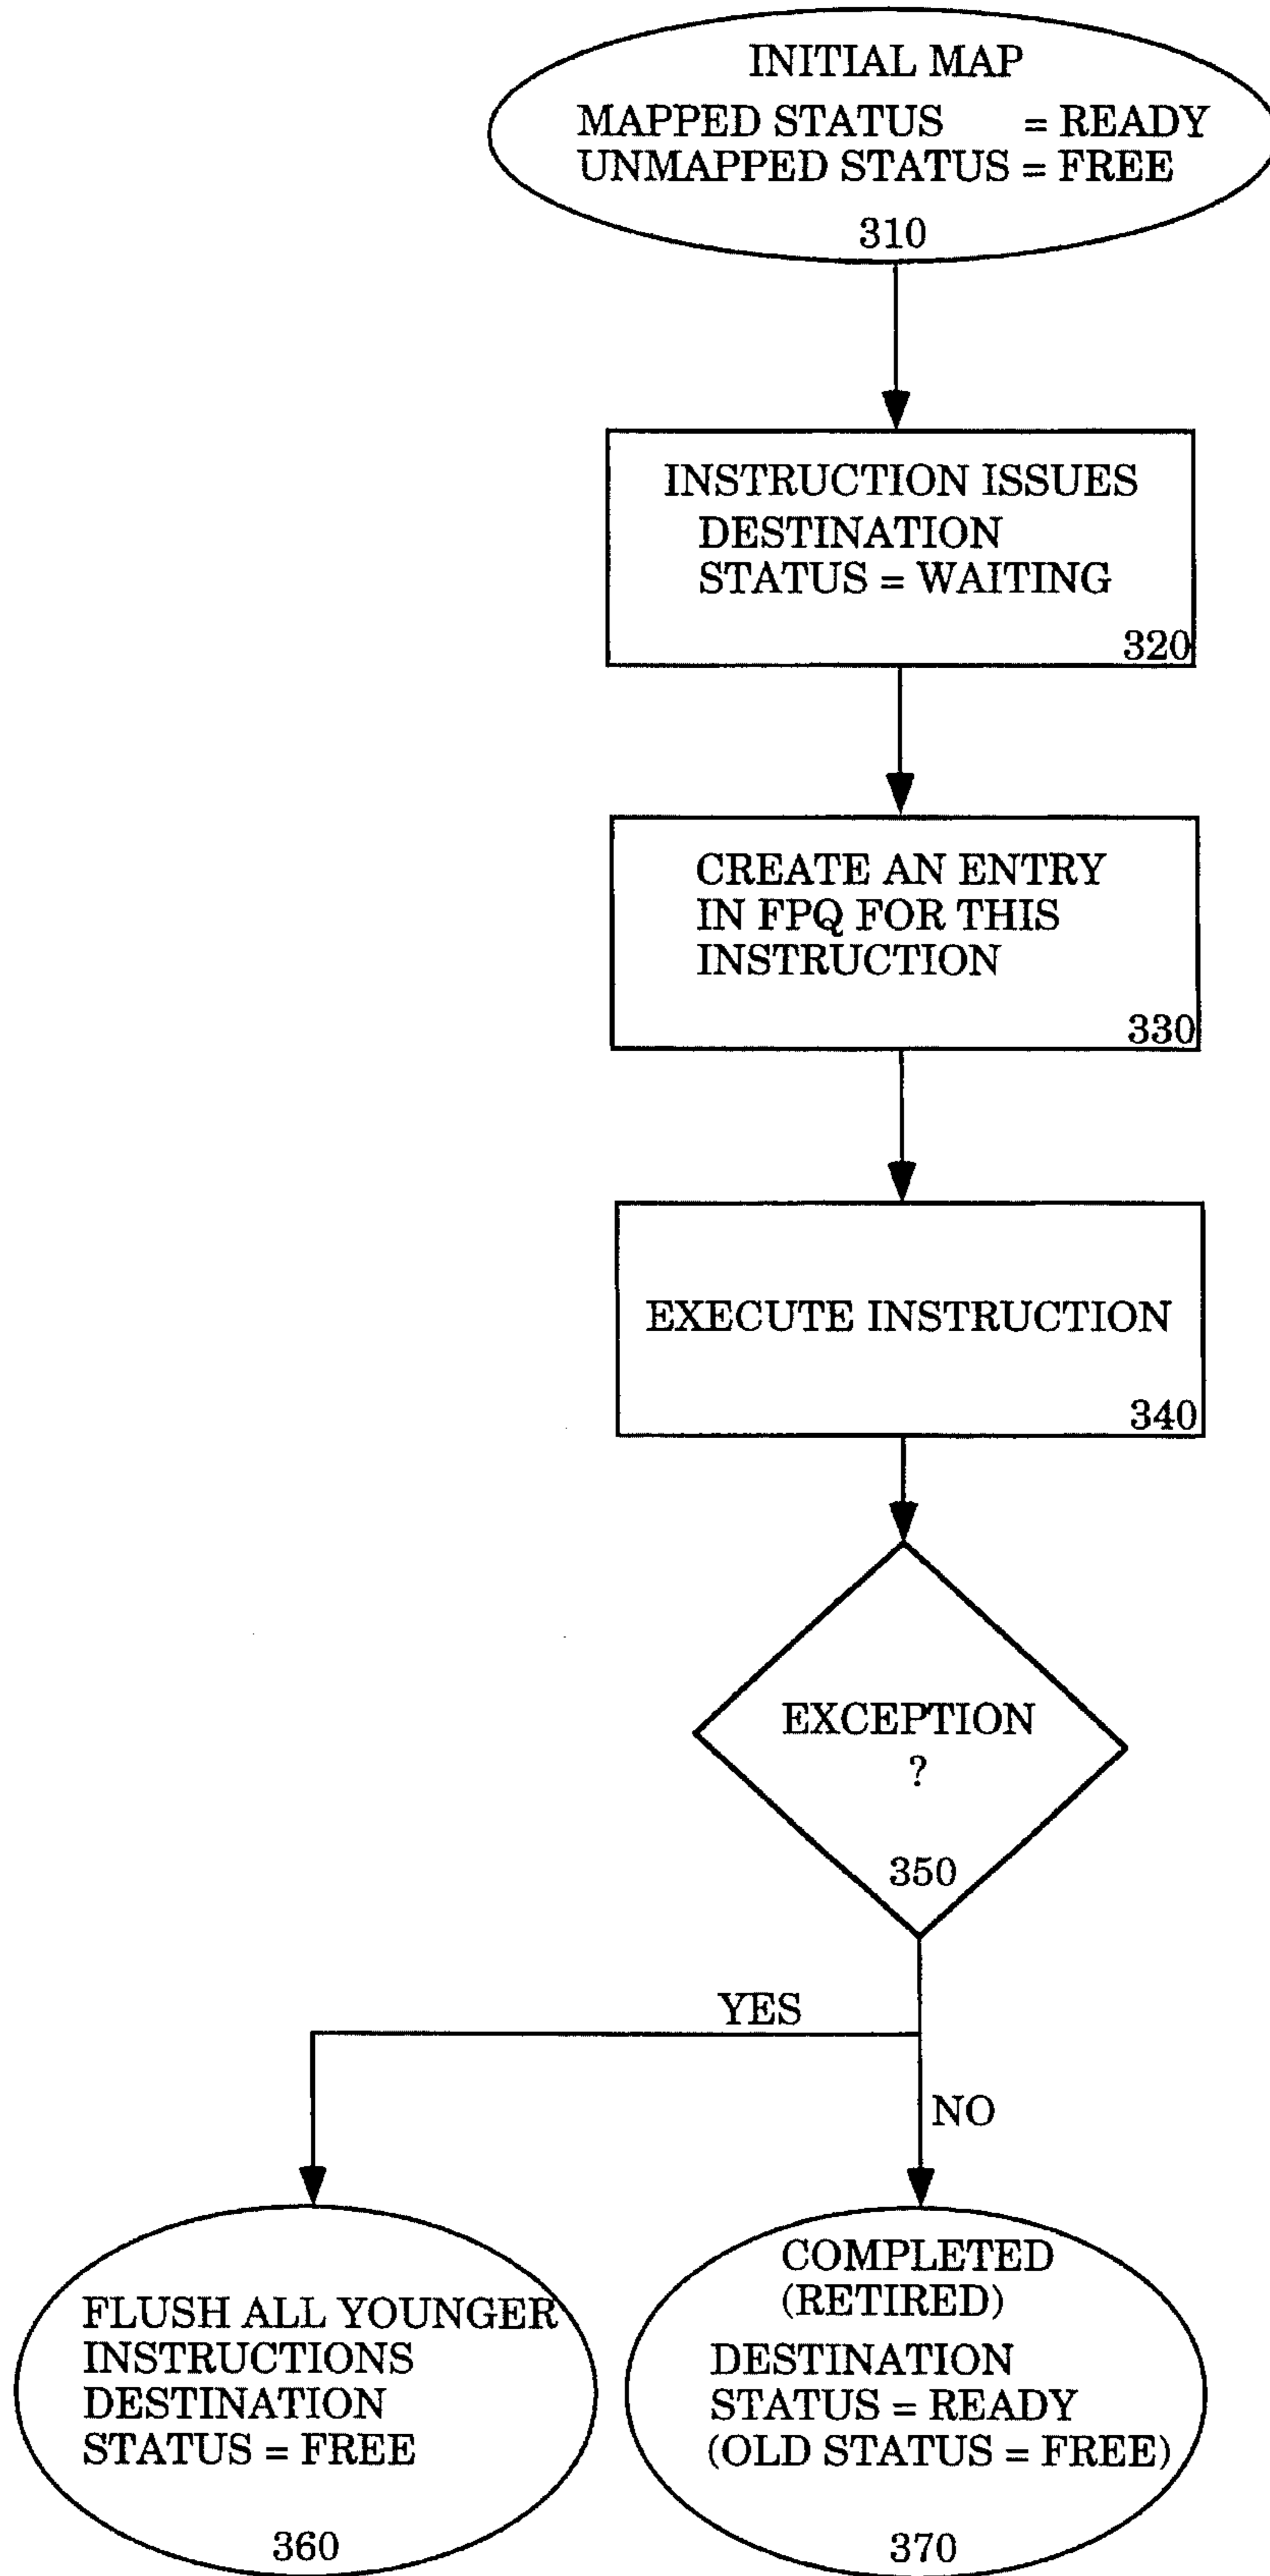 INITIAL MAP
MAPPED STATUS = READY
UNMAPPED STATUS = FREE
310
INSTRUCTION ISSUES
DESTINATION
STATUS = WAITING
320
CREATE AN ENTRY
IN FPQ FOR THIS
INSTRUCTION
330
EXECUTE INSTRUCTION
340
EXCEPTION
?
350
YES
NO
FLUSH ALL YOUNGER
INSTRUCTIONS
DESTINATION
STATUS = FREE
360
COMPLETED
(RETIRED)
DESTINATION
STATUS = READY
(OLD STATUS = FREE)
370